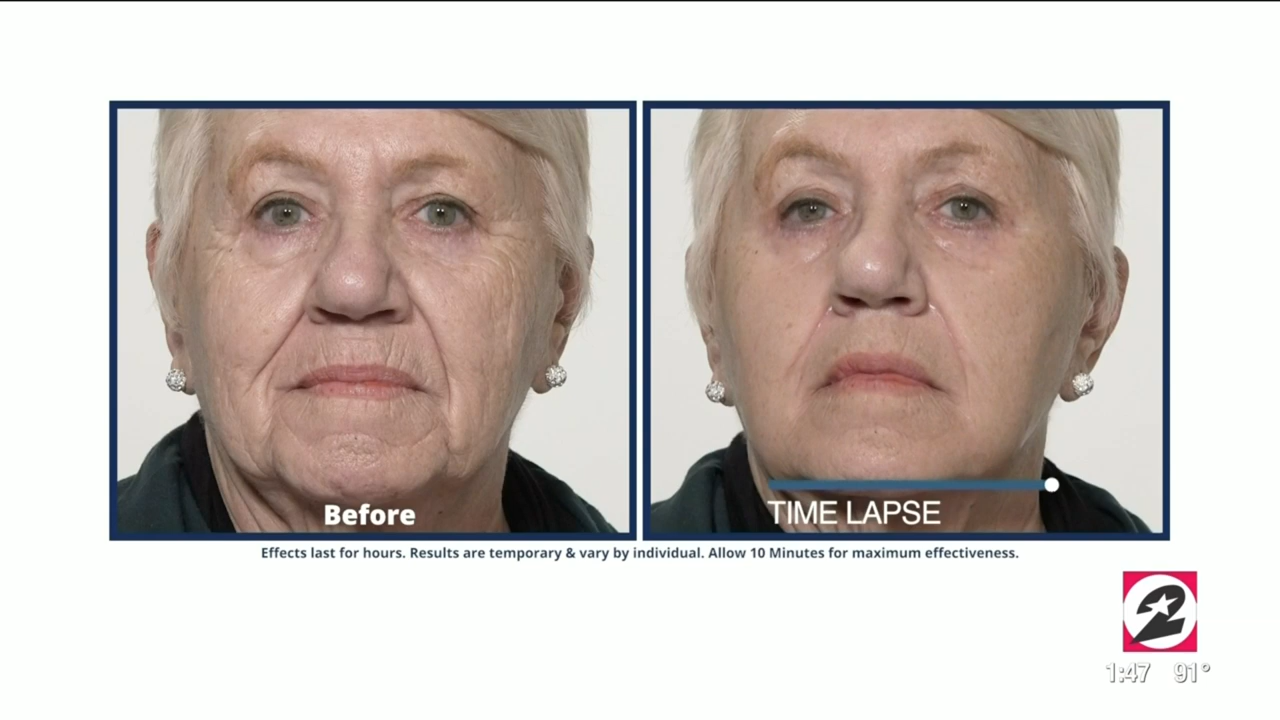 Before
TIME LAPSE
Effects last for hours. Results are temporary & vary by individual. Allow 10 Minutes for maximum effectiveness.
2
1:47 91°